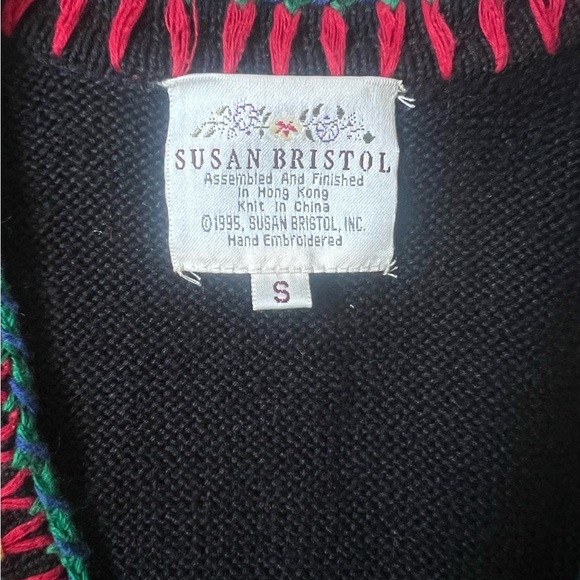 SUSAN BRISTOL
Assembled And Finished
In Hong Kong
Knit In China
©1995, SUSAN BRISTOL, INC.
Hand Embroidered
S